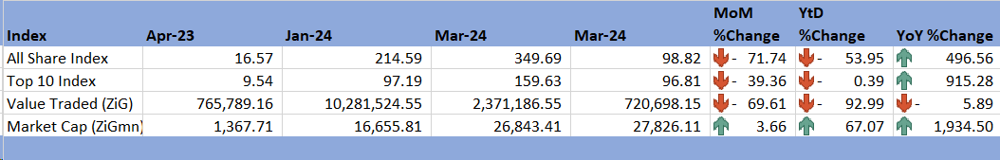 MoM YtD
Index Apr-23 Jan-24 Mar-24 Mar-24 %Change %Change YoY %Change
All Share Index 16.57 214.59 349.69 98.82 - 71.74 - 53.95 496.56
Top 10 Index 9.54 97.19 159.63 96.81 - 39.36 - 0.39 915.28
Value Traded (ZiG) 765,789.16 10,281,524.55 2,371,186.55 720,698.15 - 69.61 - 92.99 - 5.89
Market Cap (ZiGmn) 1,367.71 16,655.81 26,843.41 27,826.11 3.66 67.07 1,934.50